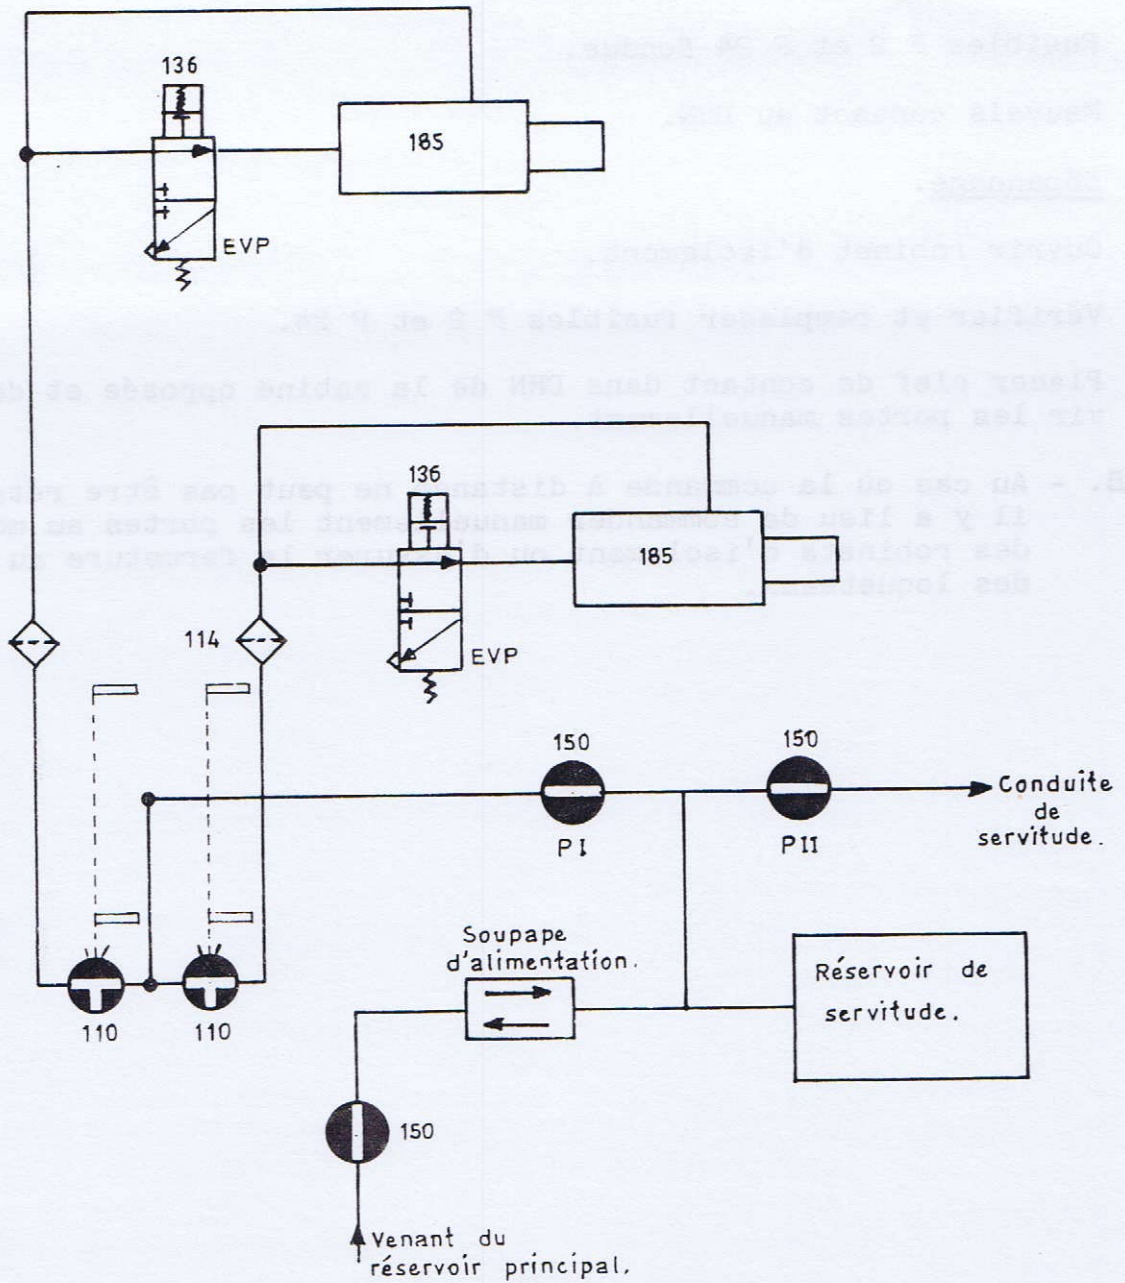 136
185
EVP
136
185
EVP
114
150
150
PI
PII
Conduite
de
servitude.
110
110
Soupape
d'alimentation.
Réservoir de
servitude.
150
Venant du
réservoir principal.